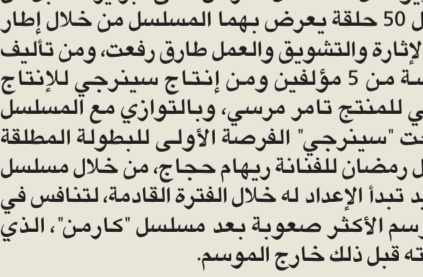 ل 50 حلقة يعرض بهما المسلسل من خلال إطار
لإثارة والتشويق والعمل طارق رفعت، ومن تأليف
سة من 5 مؤلفين ومن إنتاج سينرجي للإنتاج
ي للمنتج تامر مرسي، وبالتوازي مع المسلسل
حت "سينرجي" الفرصة الأولى للبطولة المطلقة
ل رمضان للفنانة ريهام حجاج، من خلال مسلسل
يد تبدأ الإعداد له خلال الفترة القادمة، لتنافس في
رسم الأكثر صعوبة بعد مسلسل "كارمن"، الذي
ته قبل ذلك خارج الموسم.